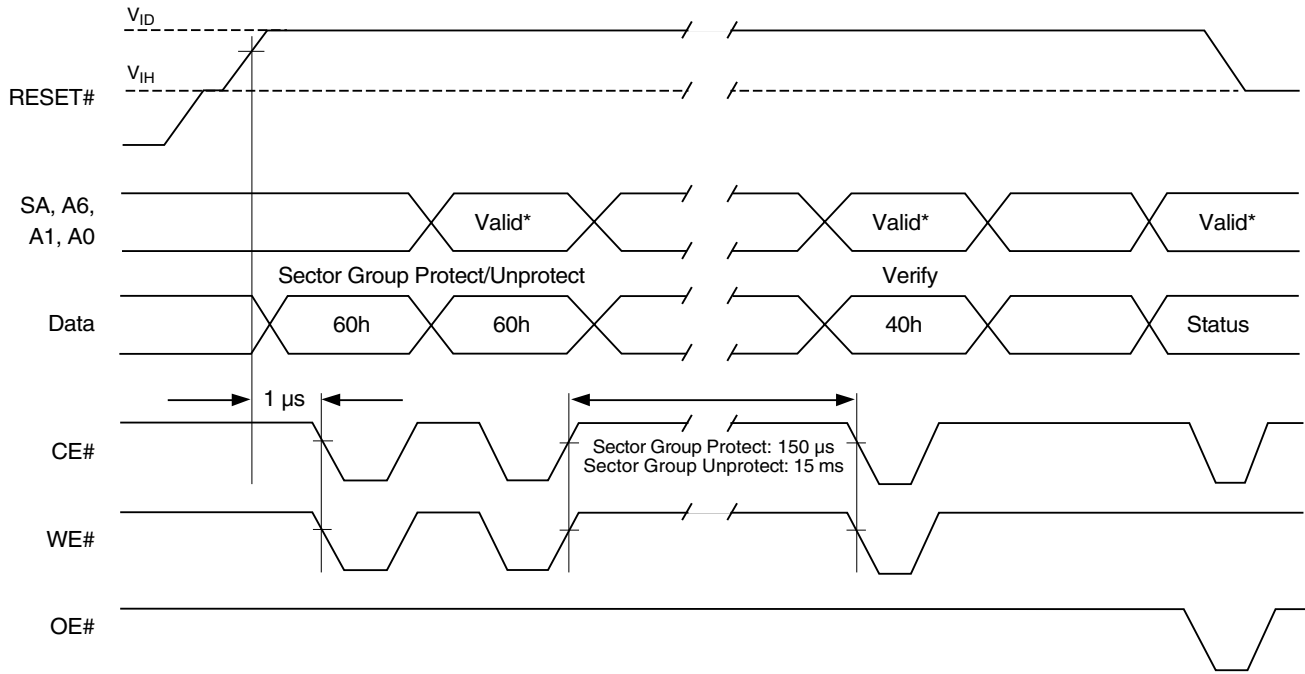 VID
VIH
RESET#
SA, A6,
A1, A0
Valid*
Valid*
Valid*
Sector Group Protect/Unprotect
Verify
Data
60h
60h
40h
Status
1 µs
CE#
Sector Group Protect: 150 µs
Sector Group Unprotect: 15 ms
WE#
OE#